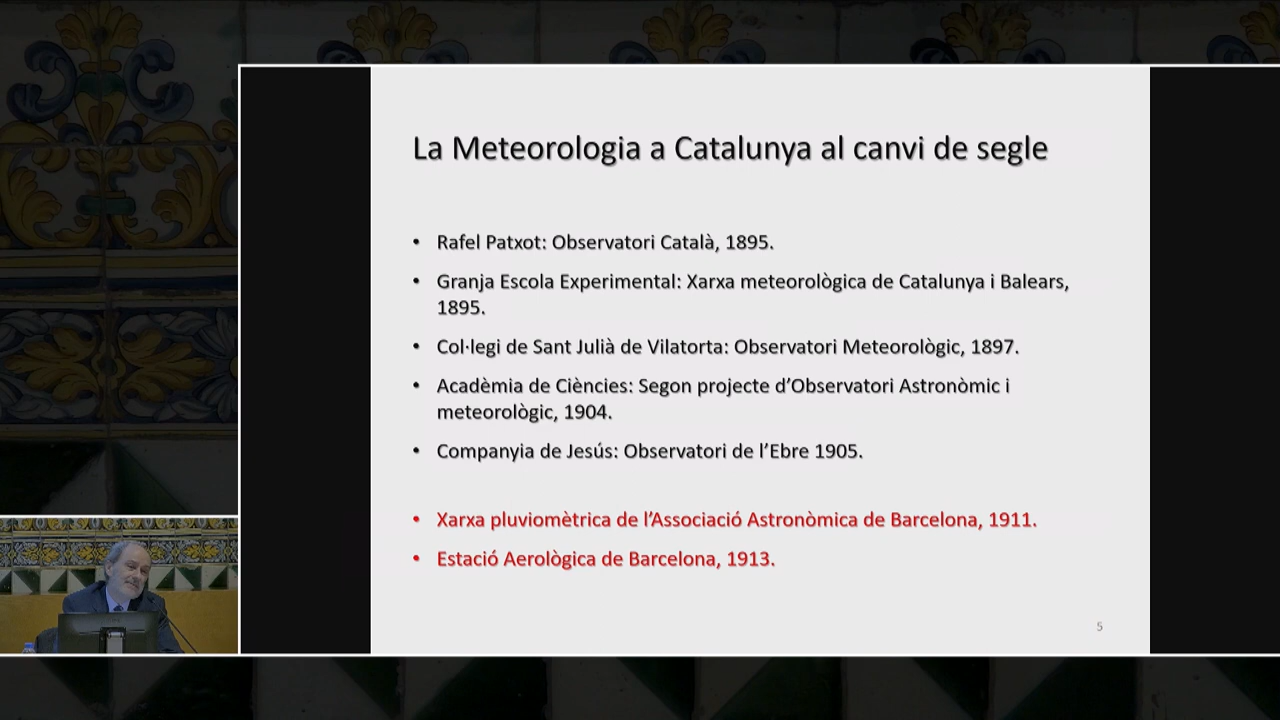 La Meteorologia a Catalunya al canvi de segle
• Rafel Patxot: Observatori Català, 1895.
• Granja Escola Experimental: Xarxa meteorològica de Catalunya i Balears,
1895.
• Col·legi de Sant Julià de Vilatorta: Observatori Meteorològic, 1897.
• Acadèmia de Ciències: Segon projecte d’Observatori Astronòmic i
meteorològic, 1904.
• Companyia de Jesús: Observatori de l’Ebre 1905.
• Xarxa pluviomètrica de l’Associació Astronòmica de Barcelona, 1911.
• Estació Aerològica de Barcelona, 1913.
5